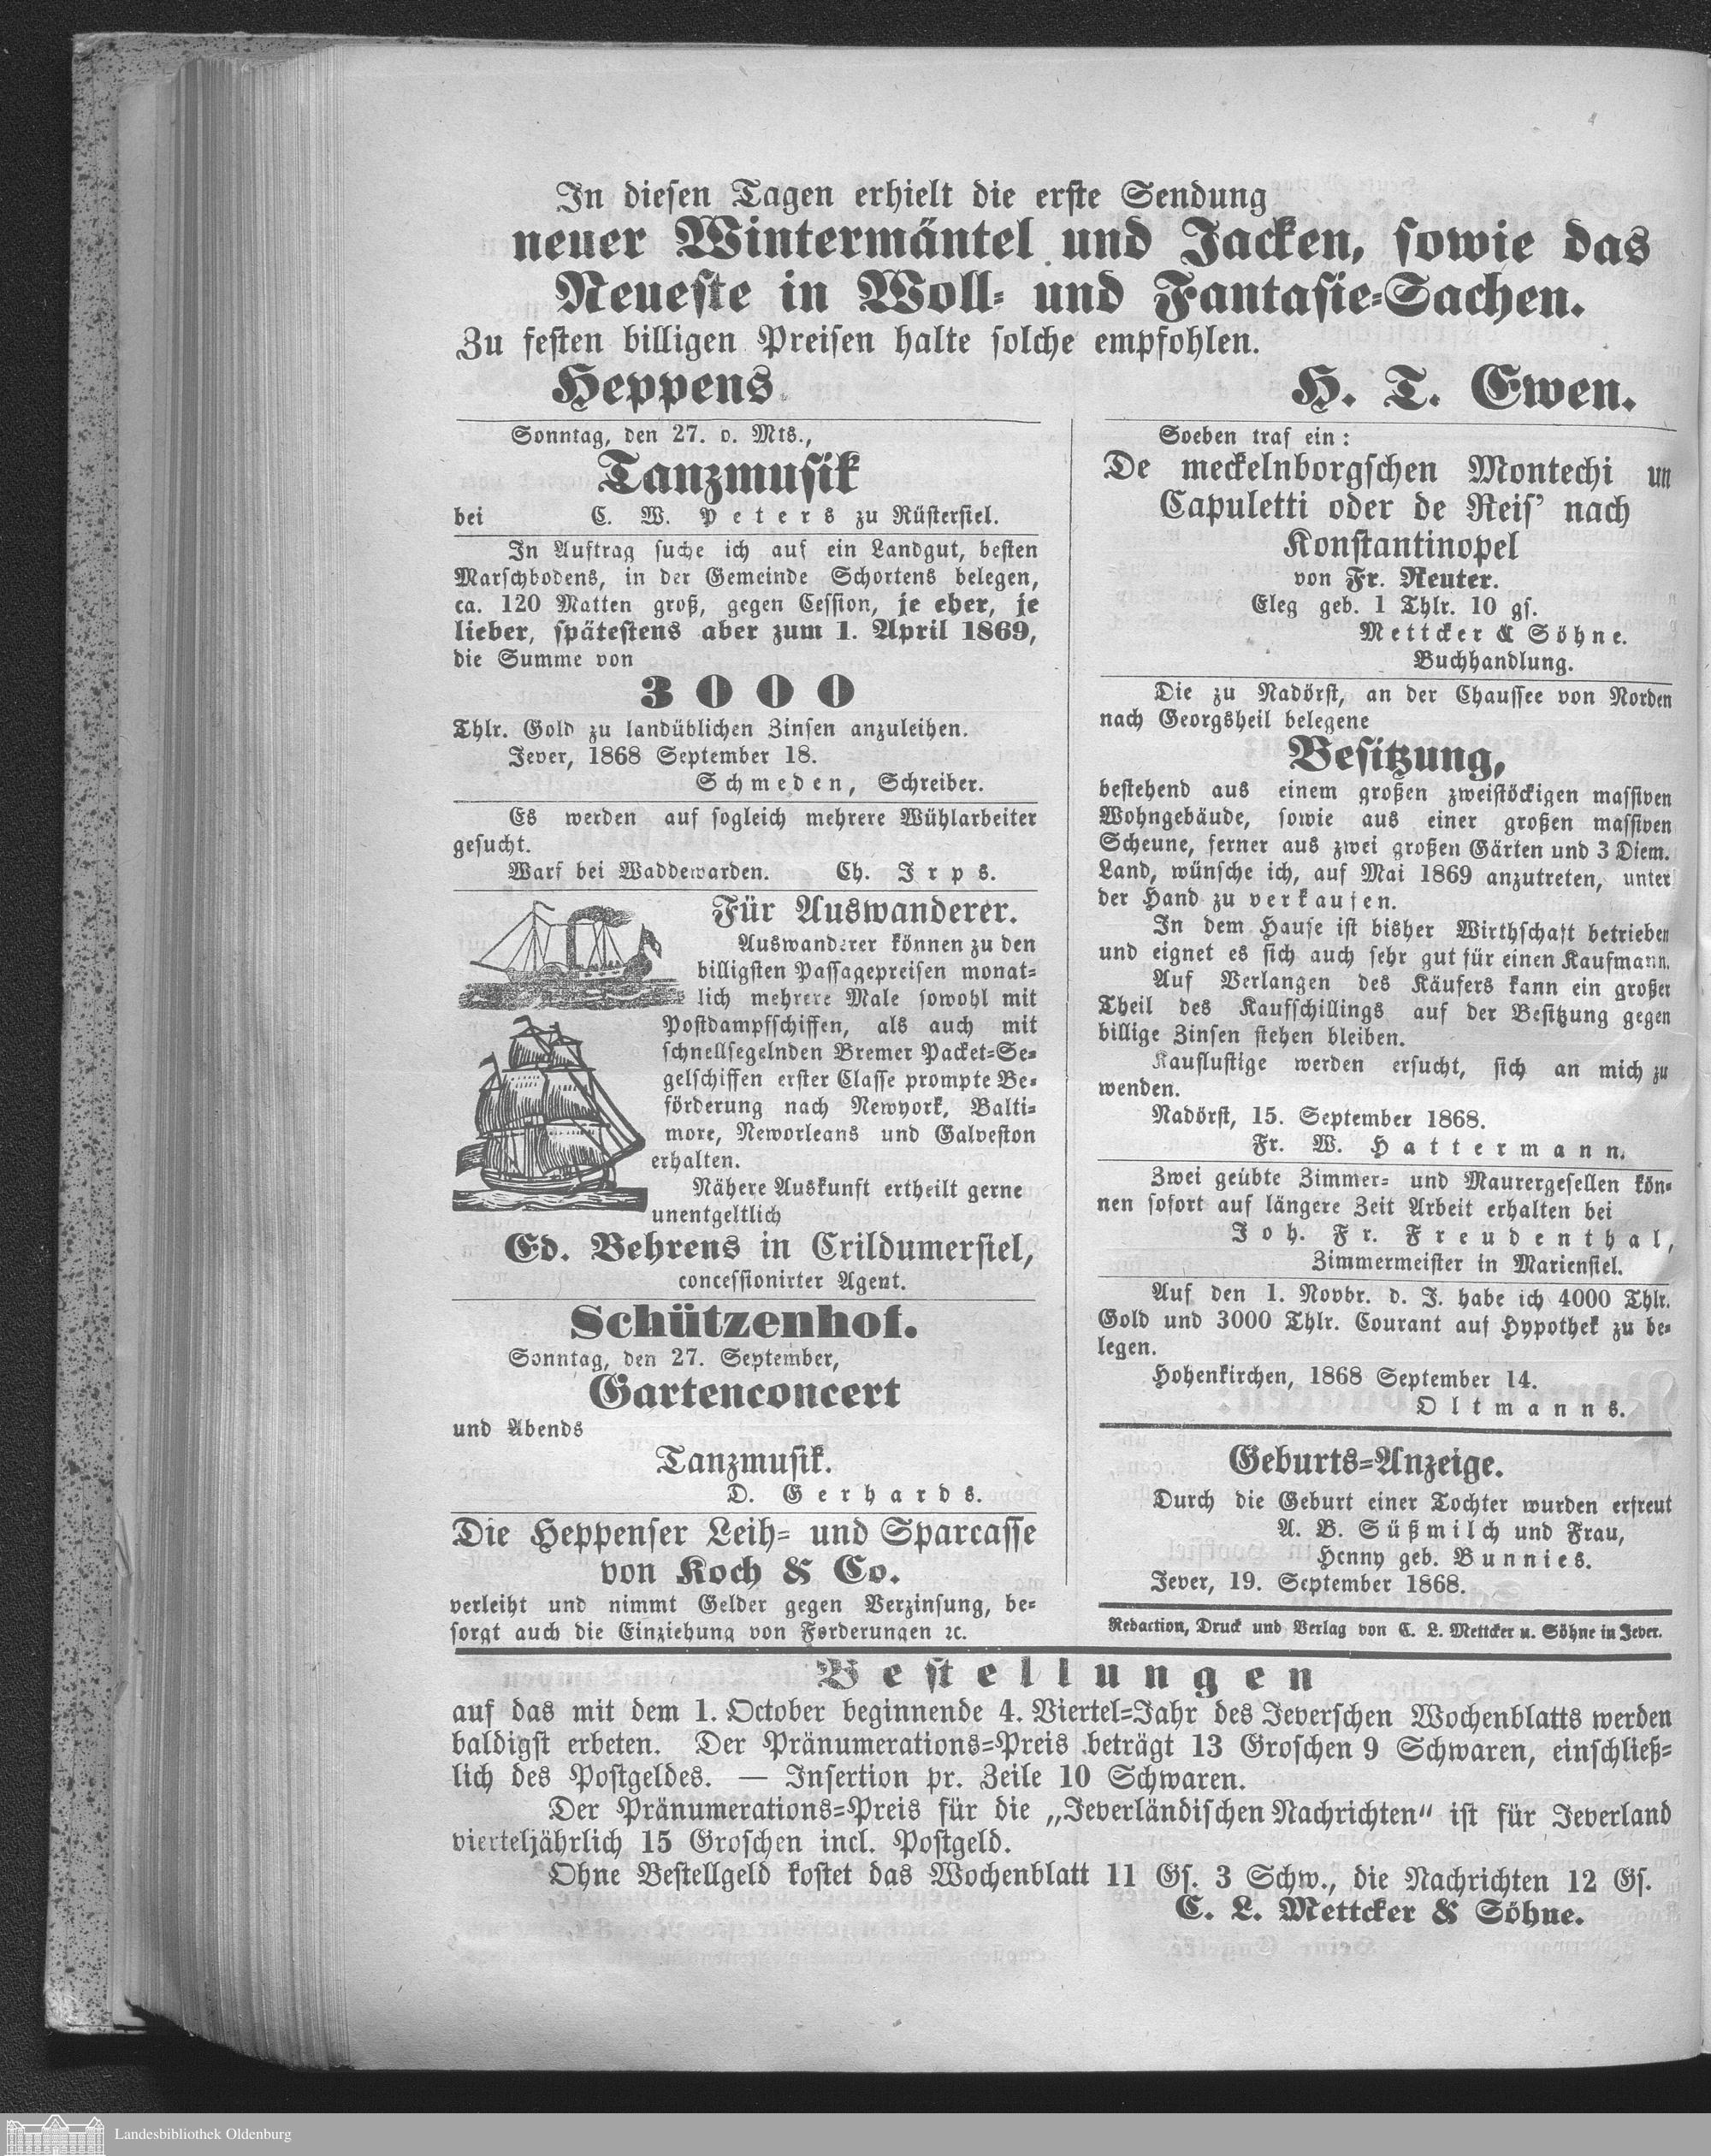 In diesen Tagen erhielt die erste Sendung
neuer Wintermäntel und Jacken, sowie das
Neueste in Woll- und Fantasie-Sachen.
Zu festen billigen Preisen halte solche empfohlen.
Heppens.
H. T. Ewen.
Sonntag, den 27. d. Mts.,
Tanzmusik
bei C. W. Peters zu Rüstersiel.
In Auftrag suche ich auf ein Landgut, besten
Marschbodens, in der Gemeinde Schortens belegen,
ca. 120 Matten groß, gegen Cession, je eher, je
lieber, spätestens aber zum 1. April 1869,
die Summe von
3000
Thlr. Gold zu landüblichen Zinsen anzuleihen.
Jever, 1868 September 18.
Schmeden, Schreiber.
Es werden auf sogleich mehrere Wühlarbeiter
gesucht.
Warf bei Waddewarden. Ch. Irps.
Für Auswanderer.
Auswanderer können zu den
billigsten Passagepreisen monat-
lich mehrere Male sowohl mit
Postdampfschiffen, als auch mit
schnellsegelnden Bremer Packet-Se-
gelschiffen erster Classe prompte Be-
förderung nach Newyork, Balti-
more, Neworleans und Galveston
erhalten.
Nähere Auskunft ertheilt gerne
unentgeltlich
Ed. Behrens in Crildumersiel,
concessionirter Agent.
Schützenhof.
Sonntag, den 27. September,
Gartenconcert
und Abends
Tanzmusik.
D. Gerhards.
Die Heppenser Leih- und Sparcasse
von Koch & Co.
verleiht und nimmt Gelder gegen Verzinsung, be-
sorgt auch die Einziehung von Forderungen ꝛc.
Soeben traf ein:
De meckelnborgschen Montechi un
Capuletti oder de Reis' nach
Konstantinopel
von Fr. Reuter.
Eleg geb. 1 Thlr. 10 gs.
Mettcker & Söhne.
Buchhandlung.
Die zu Nadörst, an der Chaussee von Norden
nach Georgsheil belegene
Besitzung,
bestehend aus einem großen zweistöckigen massiven
Wohngebäude, sowie aus einer großen massiven
Scheune, ferner aus zwei großen Gärten und 3 Diem.
Land, wünsche ich, auf Mai 1869 anzutreten, unter
der Hand zu verkaufen.
In dem Hause ist bisher Wirthschaft betrieben
und eignet es sich auch sehr gut für einen Kaufmann.
Auf Verlangen des Käufers kann ein großer
Theil des Kaufschillings auf der Besitzung gegen
billige Zinsen stehen bleiben.
Kauflustige werden ersucht, sich an mich zu
wenden.
Nadörst, 15. September 1868.
Fr. W. Hattermann.
Zwei geübte Zimmer- und Maurergesellen kön-
nen sofort auf längere Zeit Arbeit erhalten bei
Joh. Fr. Freudenthal,
Zimmermeister in Mariensiel.
Auf den 1. Novbr. d. J. habe ich 4000 Thlr.
Gold und 3000 Thlr. Courant auf Hypothek zu be-
legen.
Hohenkirchen, 1868 September 14.
Oltmanns.
Geburts-Anzeige.
Durch die Geburt einer Tochter wurden erfreut
A. B. Süßmilch und Frau,
Henny geb. Bunnies.
Jever, 19. September 1868.
Redaction, Druck und Verlag von C. L. Mettcker u. Söhne in Jever.
Bestellungen
auf das mit dem 1. October beginnende 4. Viertel-Jahr des Jeverschen Wochenblatts werden
baldigst erbeten. Der Pränumerations-Preis beträgt 13 Groschen 9 Schwaren, einschließ-
lich des Postgeldes. — Insertion pr. Zeile 10 Schwaren.
Der Pränumerations-Preis für die „Jeverländischen Nachrichten“ ist für Jeverland
vierteljährlich 15 Groschen incl. Postgeld.
Ohne Bestellgeld kostet das Wochenblatt 11 Gs. 3 Schw., die Nachrichten 12 Gs.
C. L. Mettcker & Söhne.
Landesbibliothek Oldenburg